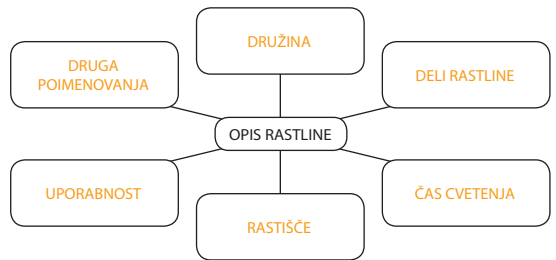 DRUŽINA
DRUGA
POIMENOVANJA
DELI RASTLINE
OPIS RASTLINE
UPORABNOST
ČAS CVETENJA
RASTIŠČE